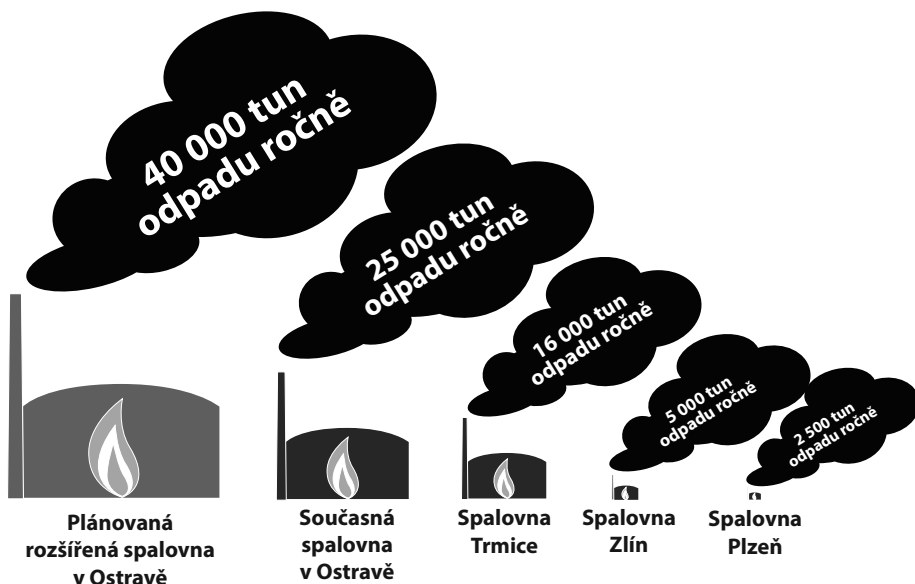 40 000 tun
odpadu ročně
25 000 tun
odpadu ročně
16 000 tun
odpadu ročně
5 000 tun
odpadu ročně
2 500 tun
odpadu ročně
Plánovaná
rozšířená spalovna
v Ostravě
Současná
spalovna
v Ostravě
Spalovna
Trmice
Spalovna
Zlín
Spalovna
Plzeň